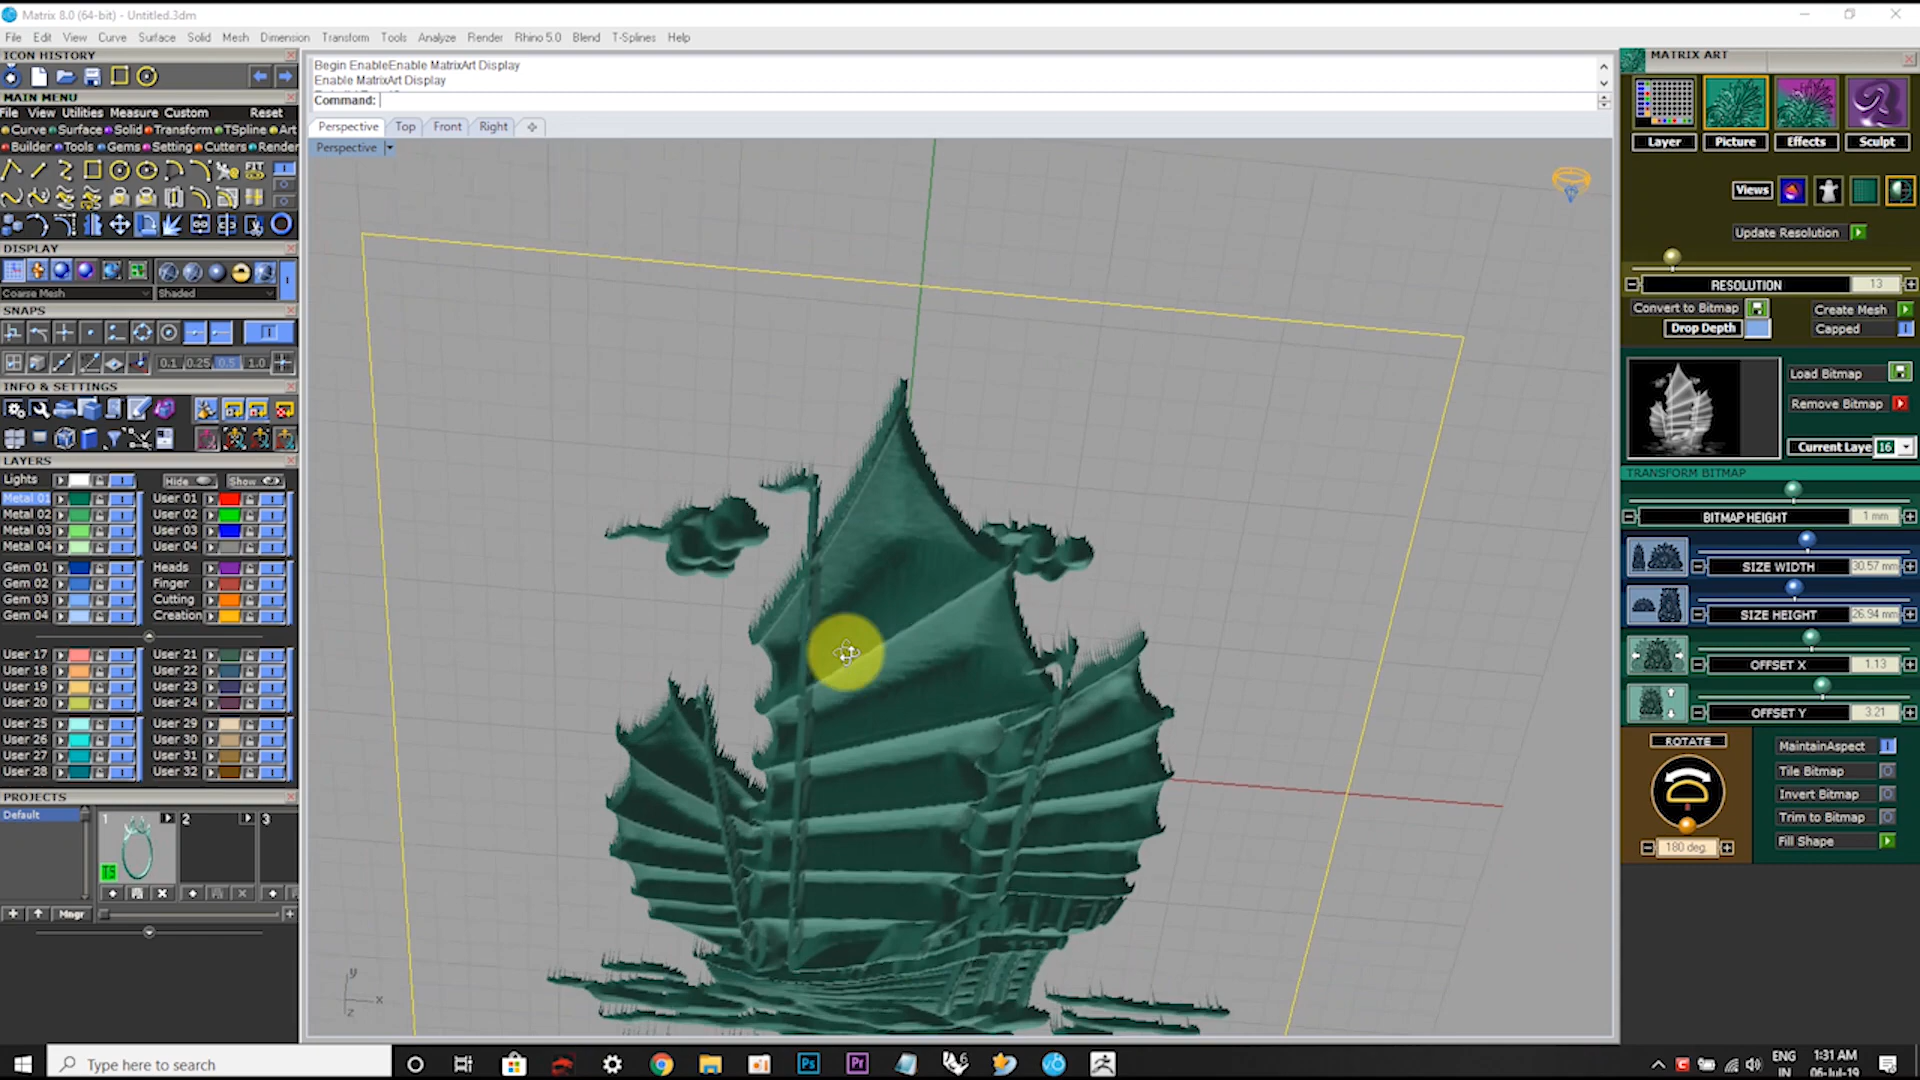 Matrix 8.0 (64-bit) - Untitled.3dm
File Edit View Curve Surface Solid Mesh Dimension Transform Tools Analyze Render Rhino 5.0 Blend T-Splines Help
ICON HISTORY
MAIN MENU
File View Utilities Measure Custom Reset
Curve Surface Solid Transform TSpline Art
Builder Tools Gems Setting Cutters Render
FIT
DISPLAY
Coarse Mesh Shaded
SNAPS
0.1 0.25 0.5 1.0
INFO & SETTINGS
LAYERS
Lights Hide Show
Metal 01 User 01
Metal 02 User 02
Metal 03 User 03
Metal 04 User 04
Gem 01 Heads
Gem 02 Finger
Gem 03 Cutting
Gem 04 Creation
User 17 User 21
User 18 User 22
User 19 User 23
User 20 User 24
User 25 User 29
User 26 User 30
User 27 User 31
User 28 User 32
PROJECTS
Default
1 2 3
TS
Mngr
Begin EnableEnable MatrixArt Display
Enable MatrixArt Display
Command:
Perspective Top Front Right
Perspective
y
x
z
MATRIX ART
Layer Picture Effects Sculpt
Views
Update Resolution
RESOLUTION 13
Convert to Bitmap Create Mesh
Drop Depth Capped
Load Bitmap
Remove Bitmap
Current Laye 16
TRANSFORM BITMAP
BITMAP HEIGHT 1 mm
SIZE WIDTH 30.57 mm
SIZE HEIGHT 26.94 mm
OFFSET X 1.13
OFFSET Y 3.21
ROTATE
180 deg.
MaintainAspect
Tile Bitmap
Invert Bitmap
Trim to Bitmap
Fill Shape
Type here to search
Ps
Pr
6
ENG
IN
1:31 AM
06-Jul-19